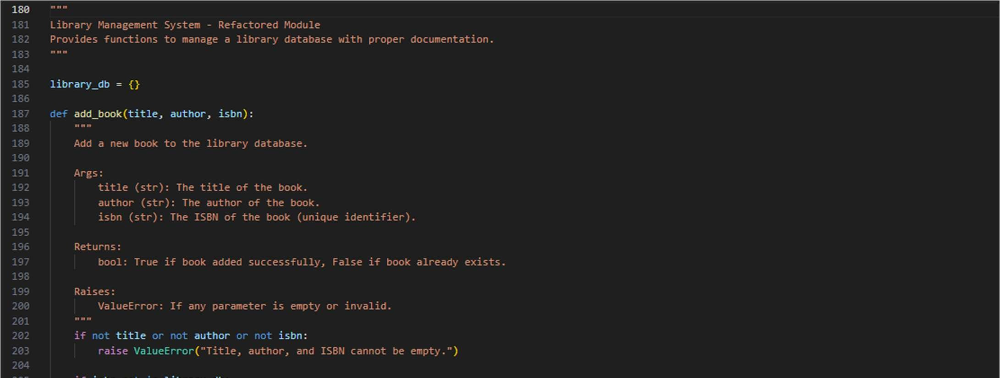 180 """
181 Library Management System - Refactored Module
182 Provides functions to manage a library database with proper documentation.
183 """
184
185 library_db = {}
186
187 def add_book(title, author, isbn):
188     """
189     Add a new book to the library database.
190
191     Args:
192         title (str): The title of the book.
193         author (str): The author of the book.
194         isbn (str): The ISBN of the book (unique identifier).
195
196     Returns:
197         bool: True if book added successfully, False if book already exists.
198
199     Raises:
200         ValueError: If any parameter is empty or invalid.
201     """
202     if not title or not author or not isbn:
203         raise ValueError("Title, author, and ISBN cannot be empty.")
204